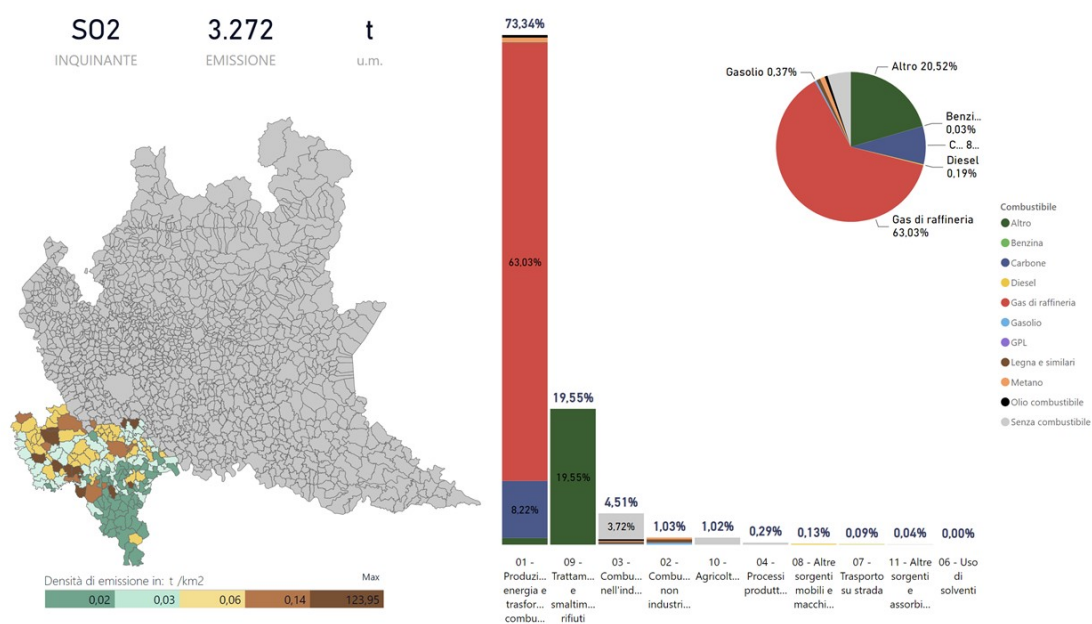 SO2
3.272
t
INQUINANTE
EMISSIONE
u.m.
Densità di emissione in: t /km2
Max
0,02
0,03
0,06
0,14
123,95
73,34%
63,03%
8,22%
19,55%
19,55%
4,51%
3,72%
1,03%
1,02%
0,29%
0,13%
0,09%
0,04%
0,00%
01 -
Produzi...
energia e
trasfor...
combu...
09 -
Trattam...
e
smaltim...
rifiuti
03 -
Combu...
nell'ind...
02 -
Combu...
non
industri...
10 -
Agricolt...
04 -
Processi
produtt...
08 - Altre
sorgenti
mobili e
macchi...
07 -
Trasporto
su strada
11 - Altre
sorgenti
e
assorbi...
06 - Uso
di
solventi
Gasolio 0,37%
Altro 20,52%
Benzi...
0,03%
C... 8...
Diesel
0,19%
Gas di raffineria
63,03%
Combustibile
Altro
Benzina
Carbone
Diesel
Gas di raffineria
Gasolio
GPL
Legna e similari
Metano
Olio combustibile
Senza combustibile